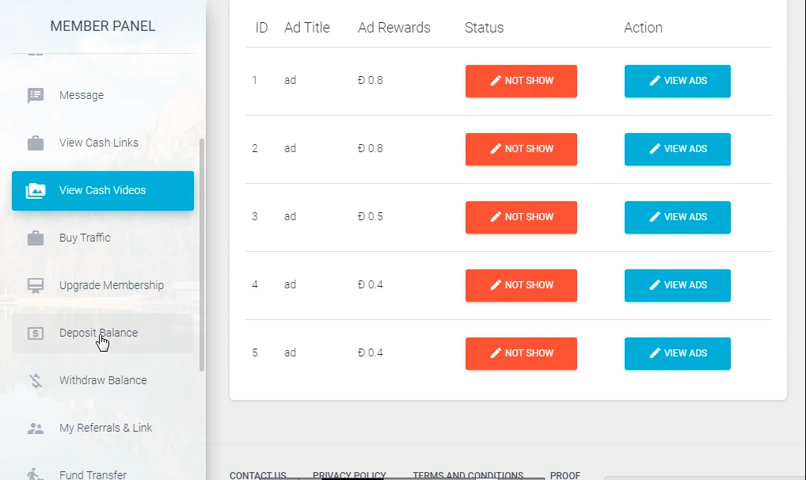 MEMBER PANEL
Message
View Cash Links
View Cash Videos
Buy Traffic
Upgrade Membership
Deposit Balance
Withdraw Balance
My Referrals & Link
Fund Transfer
ID Ad Title Ad Rewards Status Action
1 ad Đ 0.8 NOT SHOW VIEW ADS
2 ad Đ 0.8 NOT SHOW VIEW ADS
3 ad Đ 0.5 NOT SHOW VIEW ADS
4 ad Đ 0.4 NOT SHOW VIEW ADS
5 ad Đ 0.4 NOT SHOW VIEW ADS
CONTACT US PRIVACY POLICY TERMS AND CONDITIONS PROOF